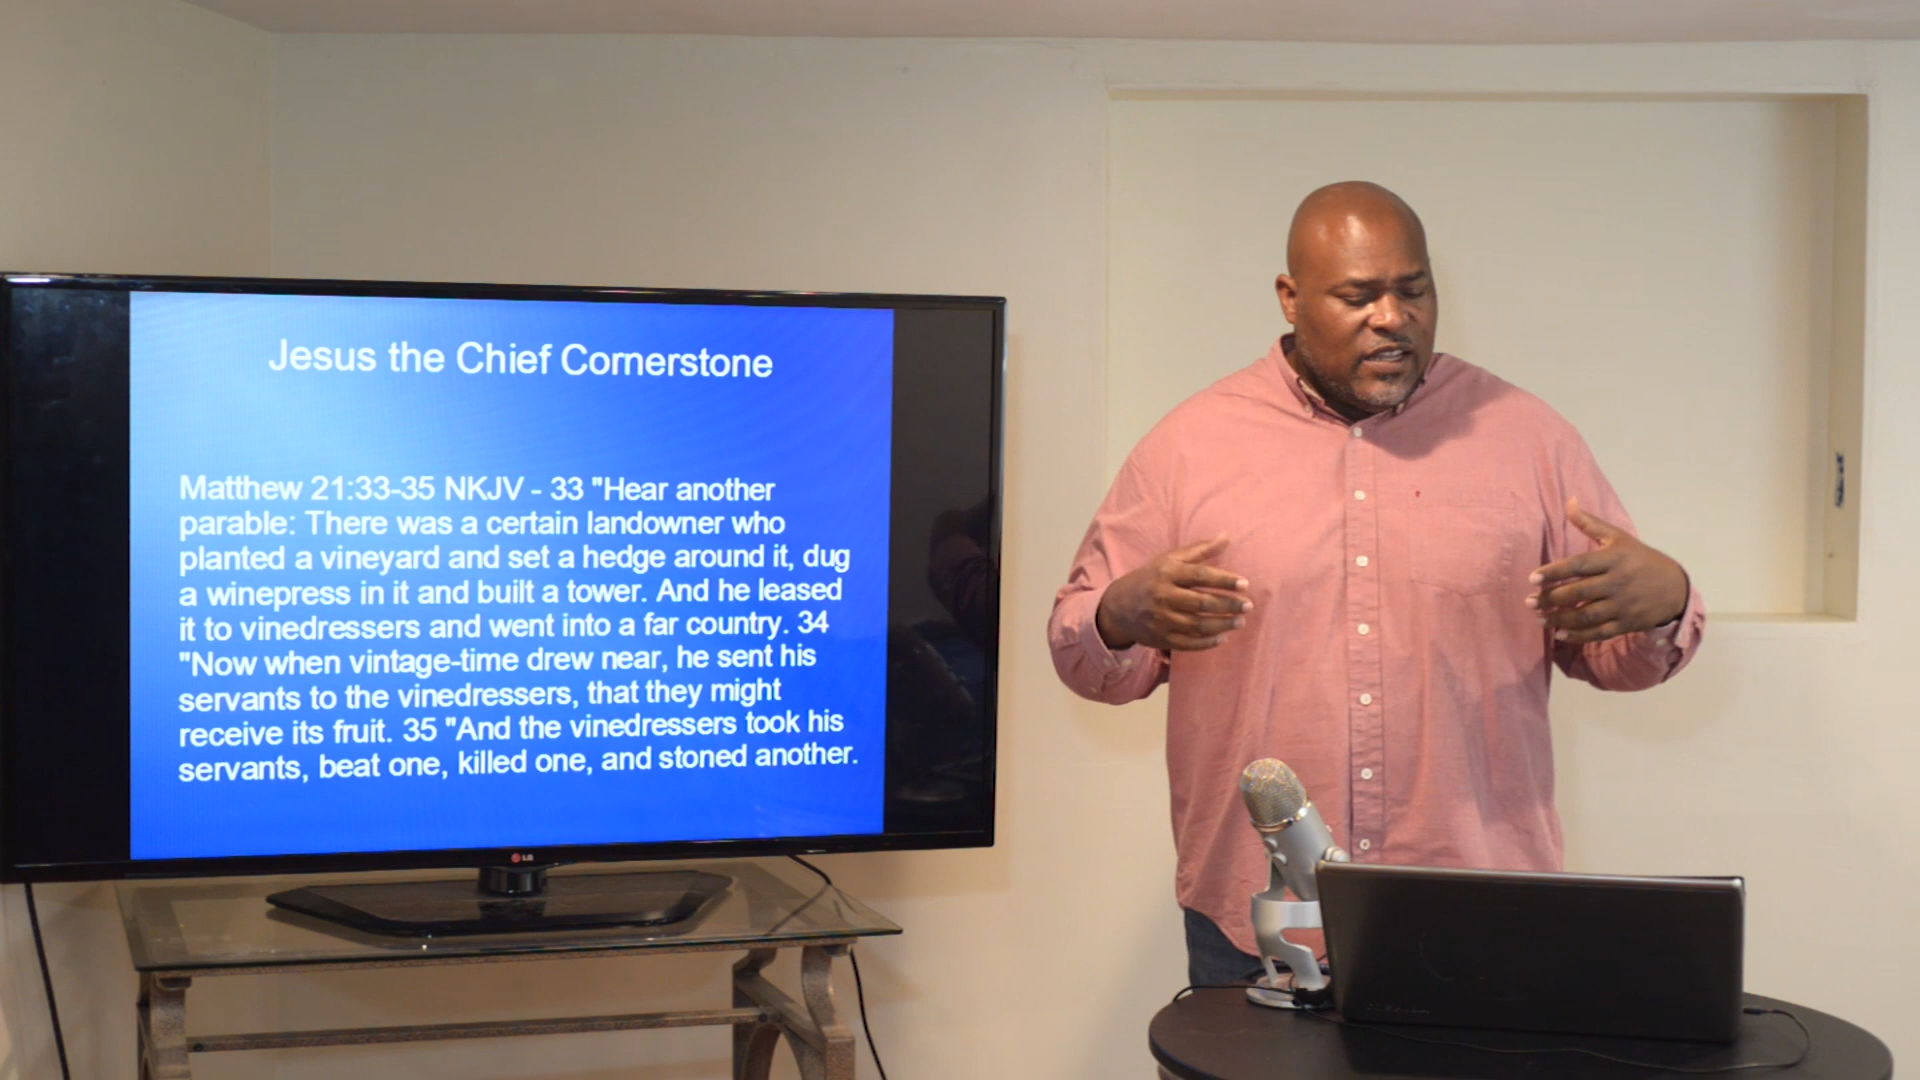 Jesus the Chief Cornerstone
Matthew 21:33-35 NKJV - 33 "Hear another
parable: There was a certain landowner who
planted a vineyard and set a hedge around it, dug
a winepress in it and built a tower. And he leased
it to vinedressers and went into a far country. 34
"Now when vintage-time drew near, he sent his
servants to the vinedressers, that they might
receive its fruit. 35 "And the vinedressers took his
servants, beat one, killed one, and stoned another.
LG